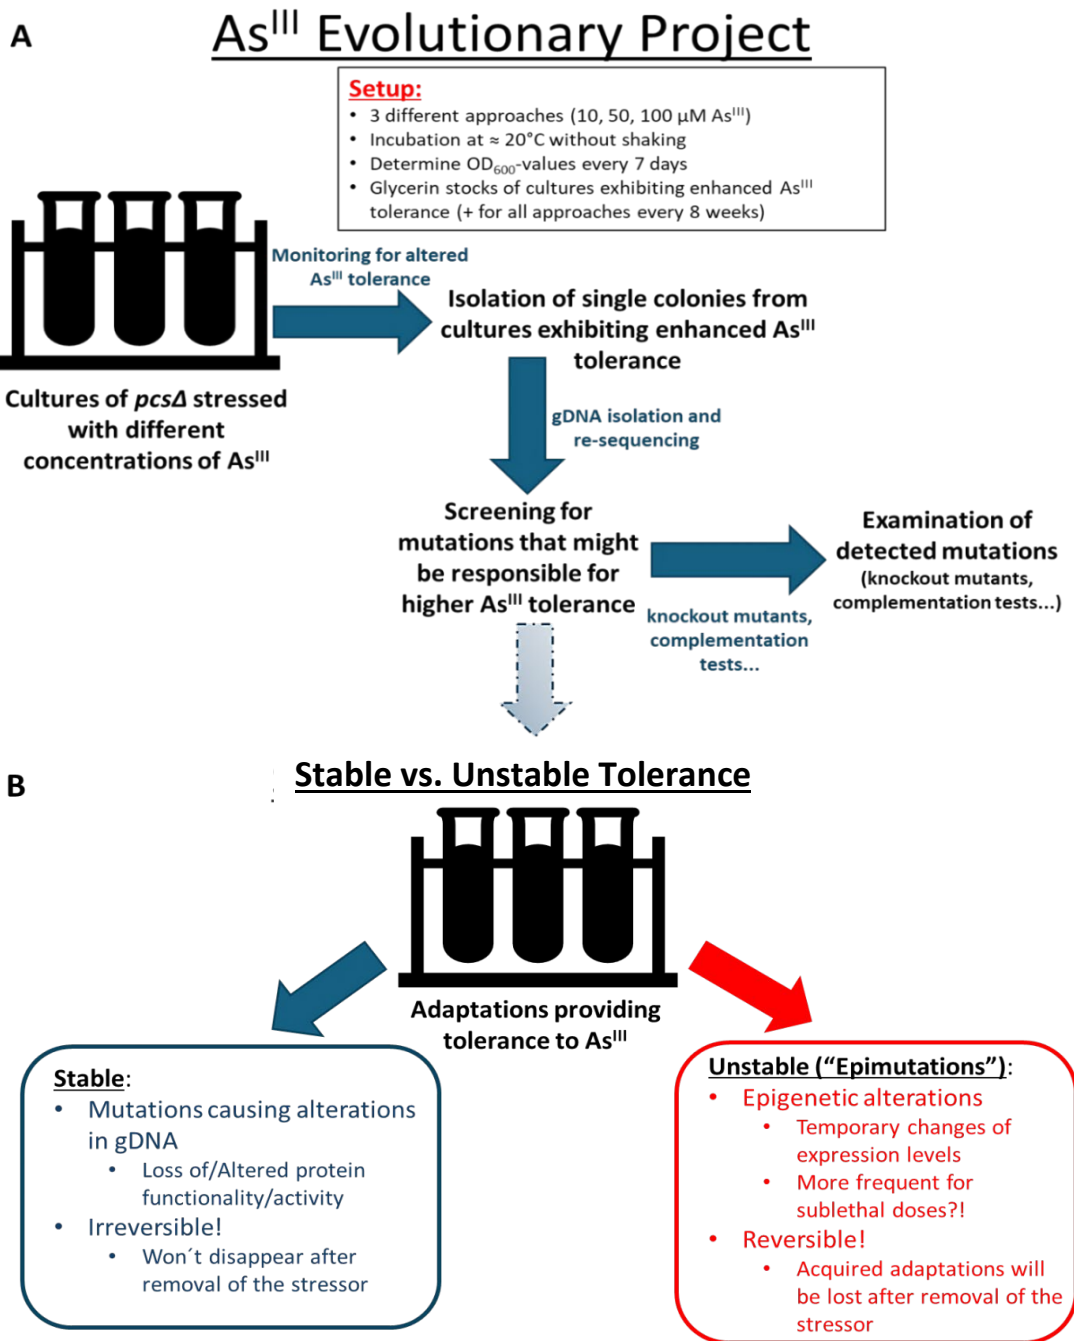 A
As^III Evolutionary Project
Setup:
• 3 different approaches (10, 50, 100 µM As^III)
• Incubation at ≈ 20°C without shaking
• Determine OD_600-values every 7 days
• Glycerin stocks of cultures exhibiting enhanced As^III
tolerance (+ for all approaches every 8 weeks)
Monitoring for altered
As^III tolerance
Isolation of single colonies from
cultures exhibiting enhanced As^III
tolerance
Cultures of pcsΔ stressed
with different
concentrations of As^III
gDNA isolation and
re-sequencing
Screening for
mutations that might
be responsible for
higher As^III tolerance
knockout mutants,
complementation
tests...
Examination of
detected mutations
(knockout mutants,
complementation tests...)
B
Stable vs. Unstable Tolerance
Adaptations providing
tolerance to As^III
Stable:
• Mutations causing alterations
in gDNA
• Loss of/Altered protein
functionality/activity
• Irreversible!
• Won´t disappear after
removal of the stressor
Unstable (“Epimutations”):
• Epigenetic alterations
• Temporary changes of
expression levels
• More frequent for
sublethal doses?!
• Reversible!
• Acquired adaptations will
be lost after removal of the
stressor